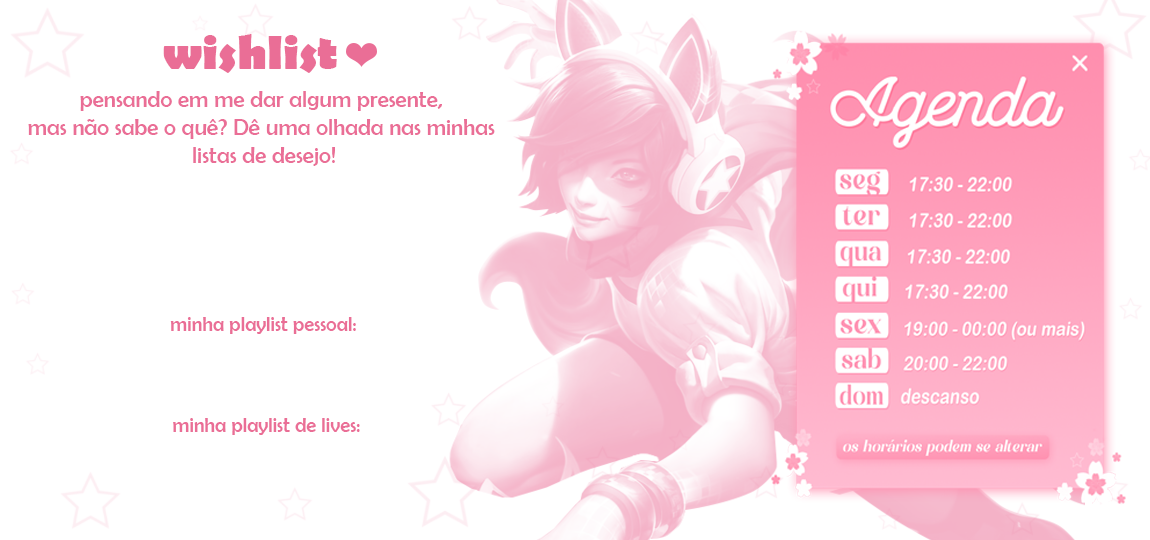 wishlist ❤
pensando em me dar algum presente,
mas não sabe o quê? Dê uma olhada nas minhas
listas de desejo!
minha playlist pessoal:
minha playlist de lives:
Agenda
seg 17:30 - 22:00
ter 17:30 - 22:00
qua 17:30 - 22:00
qui 17:30 - 22:00
sex 19:00 - 00:00 (ou mais)
sab 20:00 - 22:00
dom descanso
os horários podem se alterar